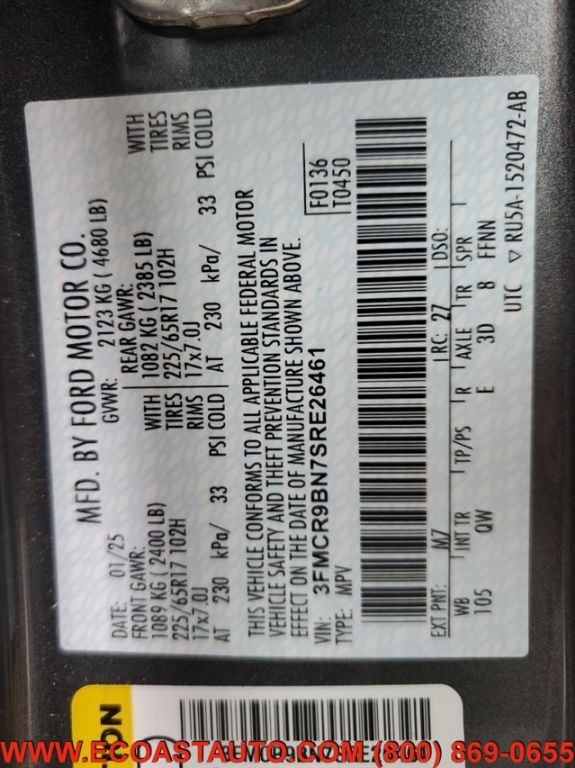 MFD. BY FORD MOTOR CO.
DATE: 01/25 GVWR: 2123 KG ( 4680 LB)
FRONT GAWR: REAR GAWR:
1089 KG ( 2400 LB) WITH 1082 KG ( 2385 LB) WITH
225/65R17 102H TIRES 225/65R17 102H TIRES
17x7.0J RIMS 17x7.0J RIMS
AT 230 kPa/ 33 PSI COLD AT 230 kPa/ 33 PSI COLD
THIS VEHICLE CONFORMS TO ALL APPLICABLE FEDERAL MOTOR
VEHICLE SAFETY AND THEFT PREVENTION STANDARDS IN
EFFECT ON THE DATE OF MANUFACTURE SHOWN ABOVE.
VIN: 3FMCR9BN7SRE26461 F0136
TYPE: MPV T0450
EXT PNT: M7 RC: 27 DSO:
WB INT TR TP/PS R AXLE TR SPR
105 QW E 3D 8 FFNN
UTC ▽ RU5A-1520472-AB
WWW.ECOASTAUTO.COM (800) 869-0655